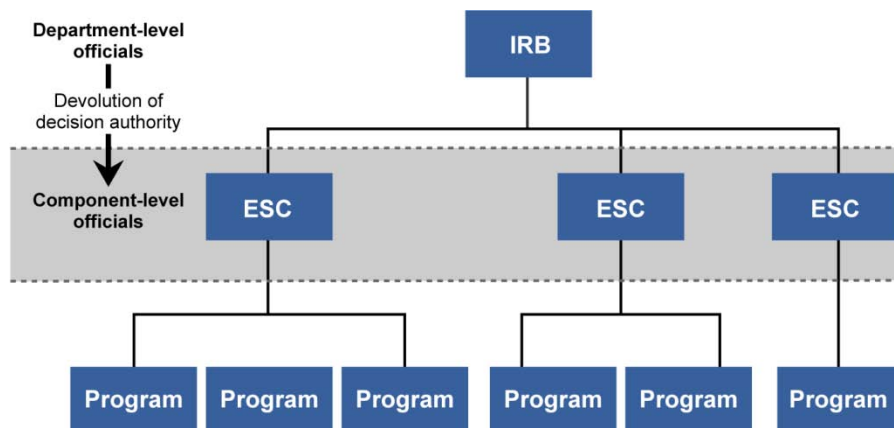 Department-level
officials
IRB
Devolution of
decision authority
Component-level
officials
ESC
ESC
ESC
Program
Program
Program
Program
Program
Program